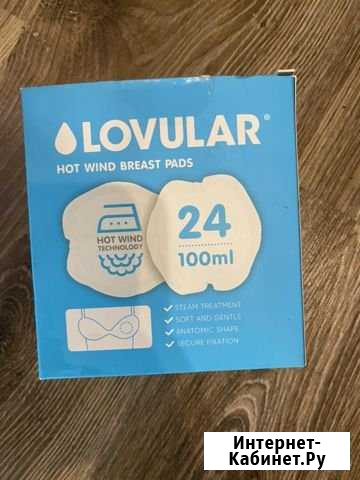 LOVULAR®
HOT WIND BREAST PADS
HOT WIND
TECHNOLOGY
24
100ml
STEAM TREATMENT
SOFT AND GENTLE
ANATOMIC SHAPE
SECURE FIXATION
Интернет-
Кабинет.Ру